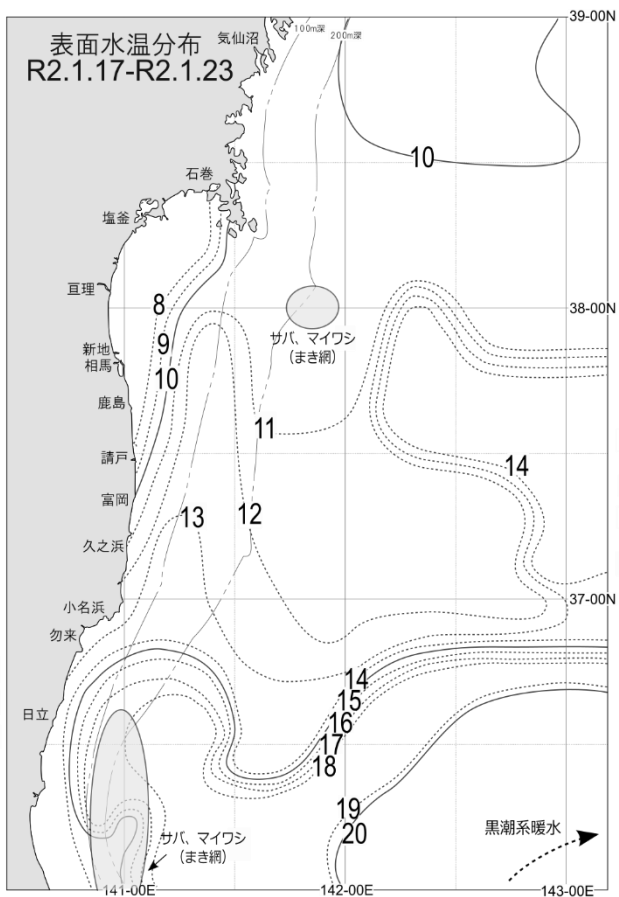 表面水温分布
R2.1.17-R2.1.23
気仙沼
100m深
200m深
39-00N
10
石巻
塩釜
亘理
8
38-00N
サバ、マイワシ
(まき網)
新地
9
相馬
10
鹿島
11
請戸
14
富岡
13
12
久之浜
37-00N
小名浜
勿来
14
15
日立
16
17
18
19
20
黒潮系暖水
サバ、マイワシ
(まき網)
141-00E
142-00E
143-00E